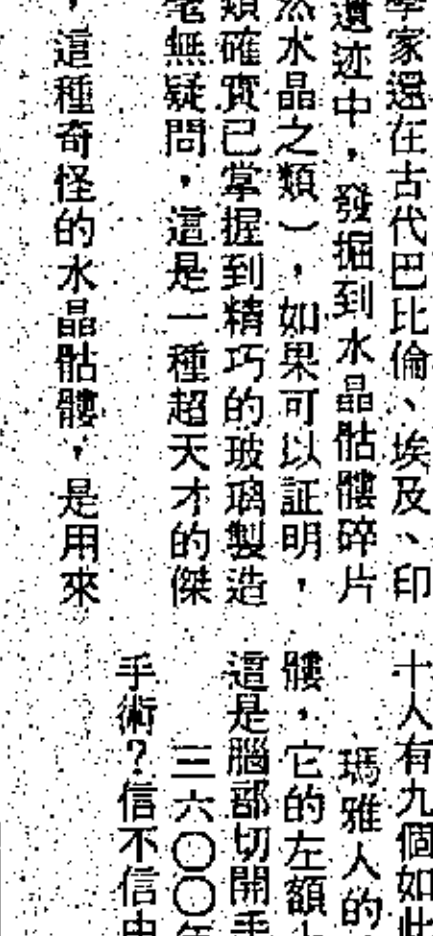 學家還在古代巴比倫、埃及、印
遺迹中，發掘到水晶骷髏碎片
然水晶之類），如果可以証明，
類確實已掌握到精巧的玻璃製造
毫無疑問，這是一種超天才的傑
，這種奇怪的水晶骷髏，是用來
十人有九個如此
瑪雅人的
髏，它的左額
這是腦部切開手
三六〇〇年
手術？信不信由